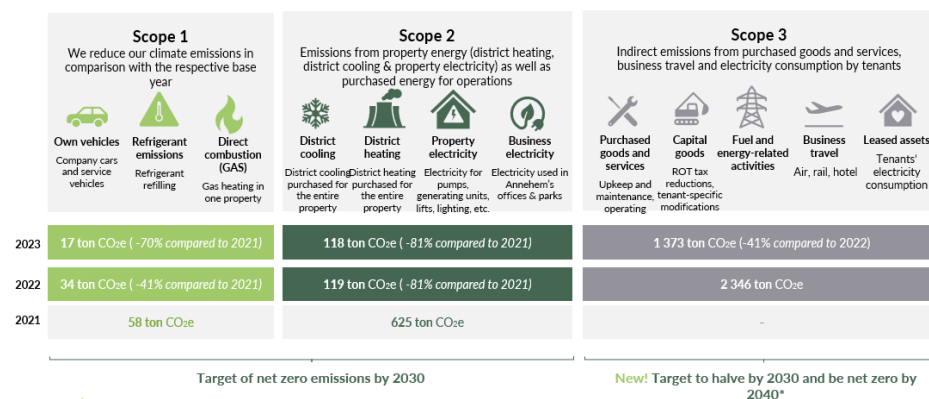 Scope 1
We reduce our climate emissions in
comparison with the respective base
year
Own vehicles
Company cars
and service
vehicles
Refrigerant
emissions
Refrigerant
refilling
Direct
combustion
(GAS)
Gas heating in
one property
Scope 2
Emissions from property energy (district heating,
district cooling & property electricity) as well as
purchased energy for operations
District
cooling
District cooling
purchased for
the entire
property
District
heating
District heating
purchased for
the entire
property
Property
electricity
Electricity for
pumps,
generating units,
lifts, lighting, etc.
Business
electricity
Electricity used in
Annehem's
offices & parks
Scope 3
Indirect emissions from purchased goods and services,
business travel and electricity consumption by tenants
Purchased
goods and
services
Upkeep and
maintenance,
operating
Capital
goods
ROT tax
reductions,
tenant-specific
modifications
Fuel and
energy-related
activities
Business
travel
Air, rail, hotel
Leased assets
Tenants'
electricity
consumption
2023
17 ton CO₂e ( -70% compared to 2021)
118 ton CO₂e ( -81% compared to 2021)
1 373 ton CO₂e (-41% compared to 2022)
2022
34 ton CO₂e ( -41% compared to 2021)
119 ton CO₂e ( -81% compared to 2021)
2 346 ton CO₂e
2021
58 ton CO₂e
625 ton CO₂e
-
Target of net zero emissions by 2030
New! Target to halve by 2030 and be net zero by
2040*